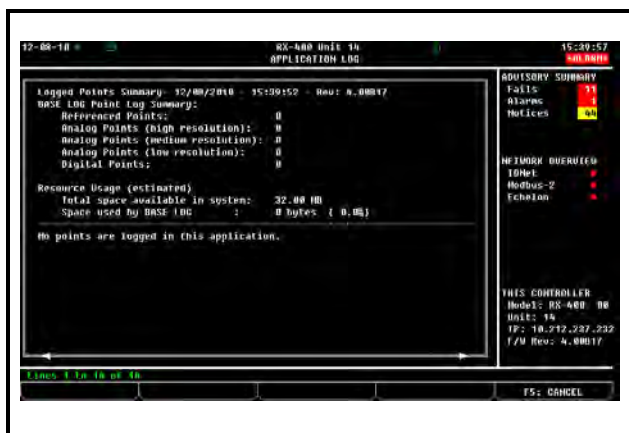 12-08-10
RX-400 Unit 14
15:39:57
APPLICATION LOG
*ALARM*
Logged Points Summary- 12/08/2010 - 15:39:52 - Rev: 4.00B17
BASE LOG Point Log Summary:
Referenced Points: 0
Analog Points (high resolution): 0
Analog Points (medium resolution): 0
Analog Points (low resolution): 0
Digital Points: 0
Resource Usage (estimated)
Total space available in system: 32.00 MB
Space used by BASE LOG : 0 bytes ( 0.0%)
No points are logged in this application.
ADVISORY SUMMARY
Fails 11
Alarms 1
Notices 44
NETWORK OVERVIEW
IONet
Modbus-2
Echelon
THIS CONTROLLER
Model: RX-400 00
Unit: 14
IP: 10.212.237.232
F/W Rev: 4.00B17
Lines 1 to 16 of 16
F5: CANCEL